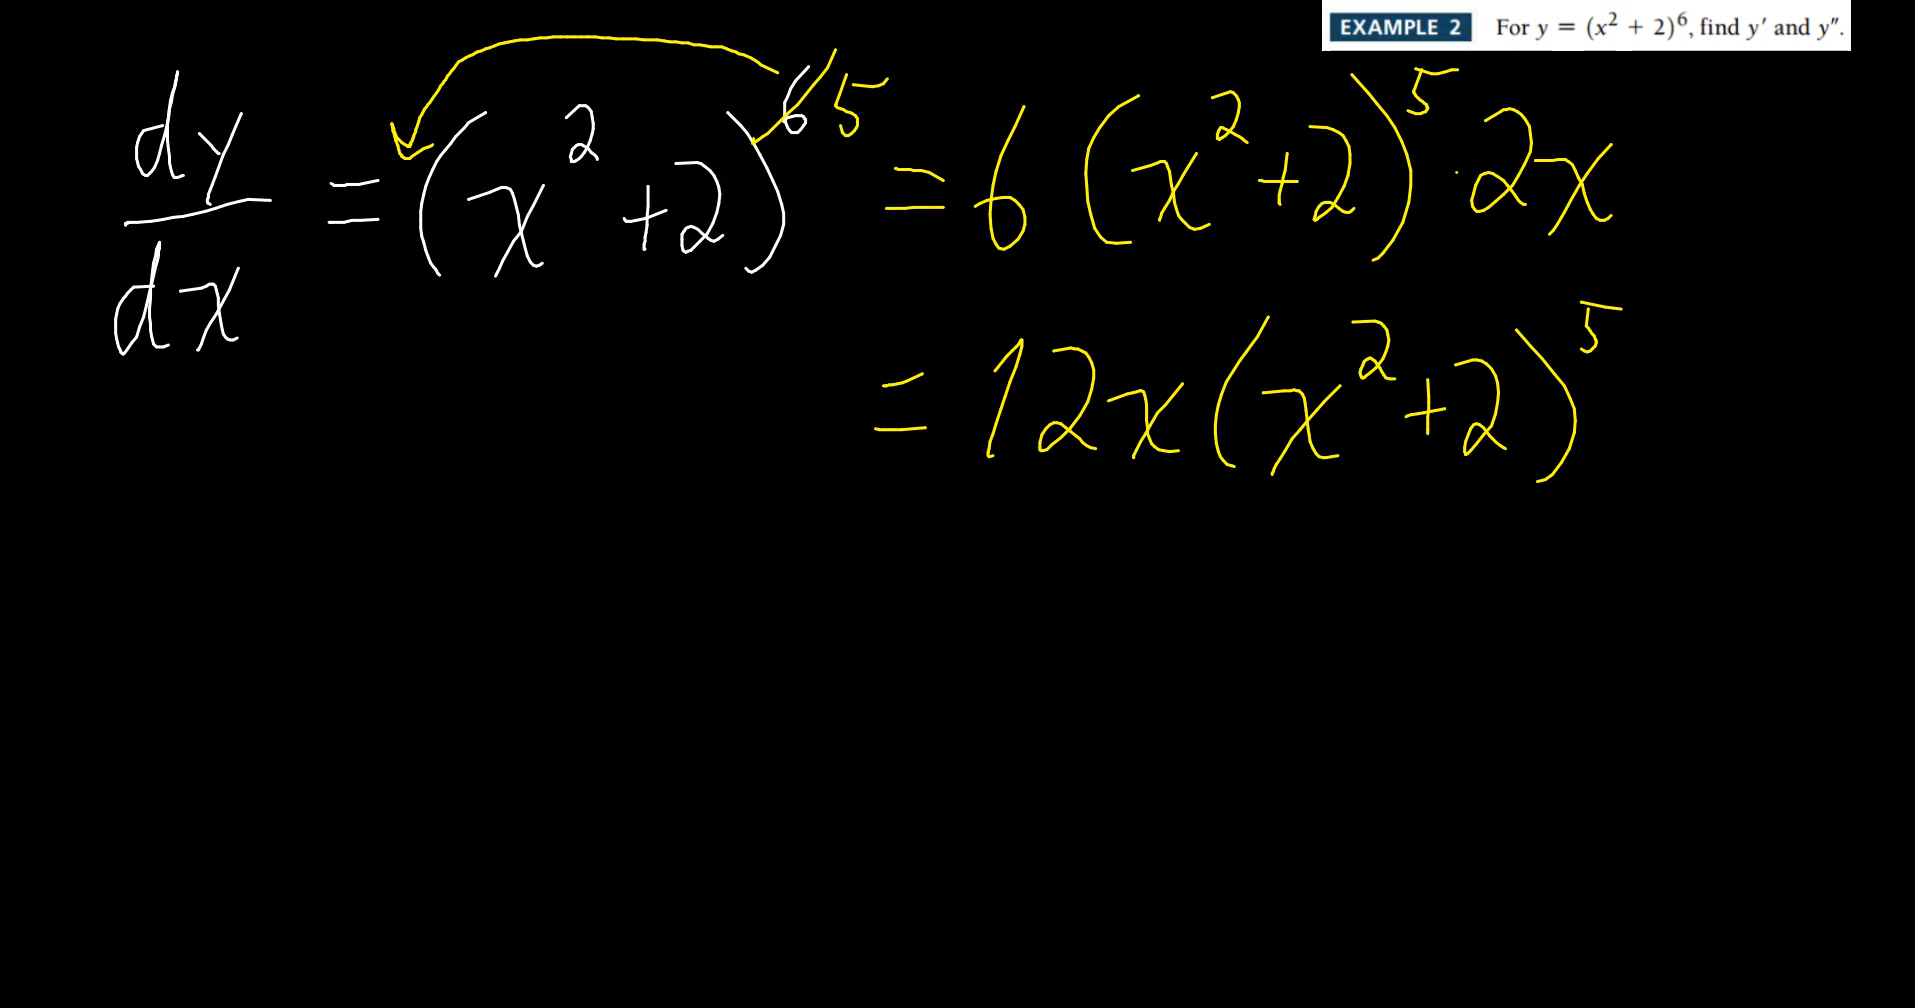 EXAMPLE 2 For y = (x² + 2)⁶, find y′ and y″.
dy/dx = (x² + 2)⁶ ⁵ = 6 (x² + 2)⁵ · 2x
= 12x (x² + 2)⁵